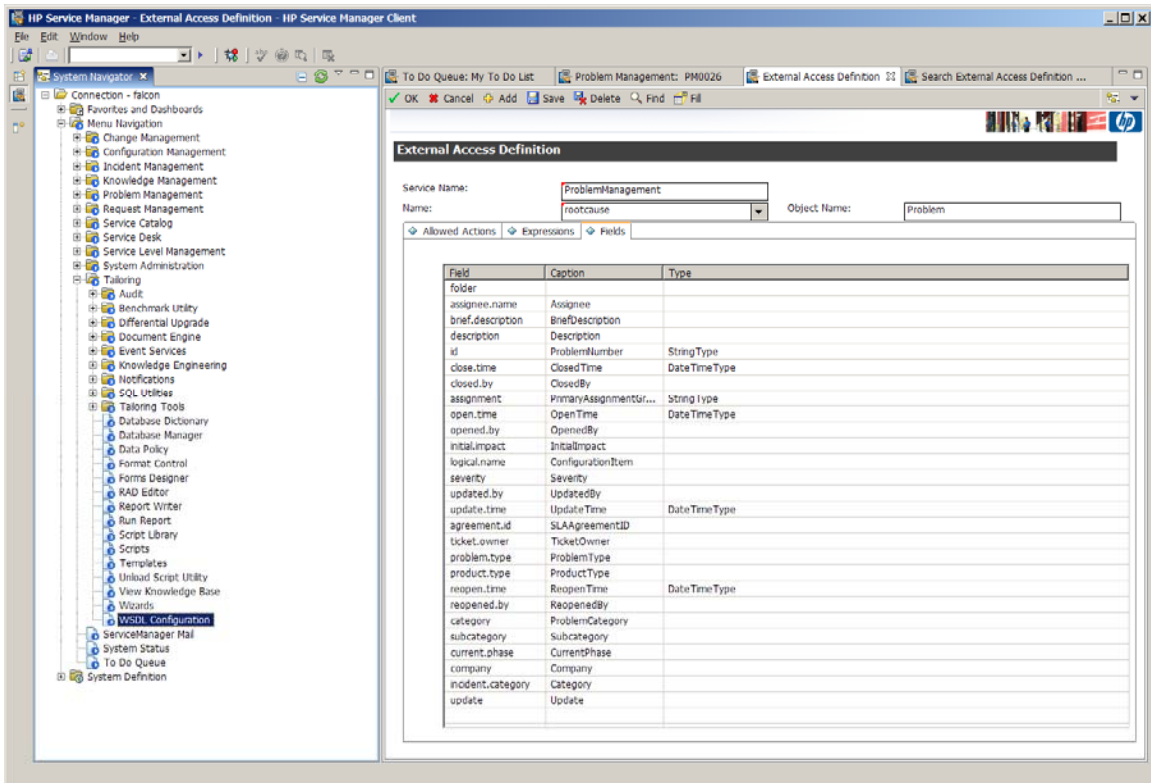 HP Service Manager - External Access Definition - HP Service Manager Client
File Edit Window Help
System Navigator
Connection - falcon
Favorites and Dashboards
Menu Navigation
Change Management
Configuration Management
Incident Management
Knowledge Management
Problem Management
Request Management
Service Catalog
Service Desk
Service Level Management
System Administration
Tailoring
Audit
Benchmark Utility
Differential Upgrade
Document Engine
Event Services
Knowledge Engineering
Notifications
SQL Utilities
Tailoring Tools
Database Dictionary
Database Manager
Data Policy
Format Control
Forms Designer
RAD Editor
Report Writer
Run Report
Script Library
Scripts
Templates
Unload Script Utility
View Knowledge Base
Wizards
WSDL Configuration
ServiceManager Mail
System Status
To Do Queue
System Definition
To Do Queue: My To Do List Problem Management: PM0026 External Access Definition Search External Access Definition ...
OK Cancel Add Save Delete Find Fill
hp
External Access Definition
Service Name: ProblemManagement
Name: rootcause Object Name: Problem
Allowed Actions Expressions Fields
Field Caption Type
folder
assignee.name Assignee
brief.description BriefDescription
description Description
id ProblemNumber StringType
close.time ClosedTime DateTimeType
closed.by ClosedBy
assignment PrimaryAssignmentGr... StringType
open.time OpenTime DateTimeType
opened.by OpenedBy
initial.impact InitialImpact
logical.name ConfigurationItem
severity Severity
updated.by UpdatedBy
update.time UpdateTime DateTimeType
agreement.id SLAAgreementID
ticket.owner TicketOwner
problem.type ProblemType
product.type ProductType
reopen.time ReopenTime DateTimeType
reopened.by ReopenedBy
category ProblemCategory
subcategory Subcategory
current.phase CurrentPhase
company Company
incident.category Category
update Update